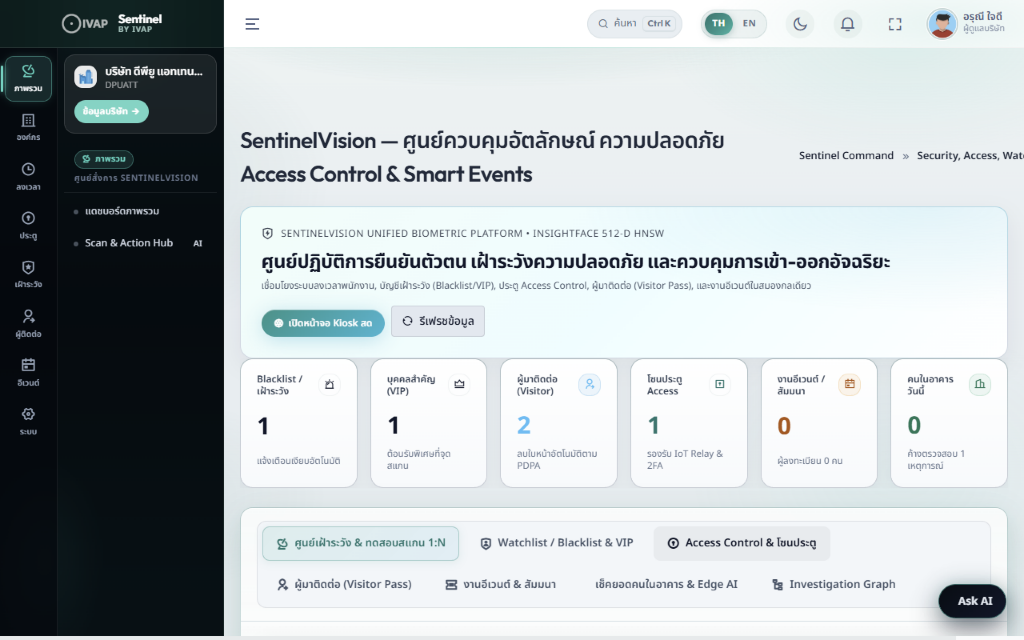 IVAP
Sentinel
BY IVAP
ค้นหา Ctrl K
TH EN
อรุณี ใจดี
ผู้ดูแลบริษัท
ภาพรวม
องค์กร
ลงเวลา
ประตู
เฝ้าระวัง
ผู้ติดต่อ
อีเวนต์
ระบบ
บริษัท ดีพียู แอทเทน...
DPUATT
ข้อมูลบริษัท →
ภาพรวม
ศูนย์สั่งการ SENTINELVISION
แดชบอร์ดภาพรวม
Scan & Action Hub AI
SentinelVision — ศูนย์ควบคุมอัตลักษณ์ ความปลอดภัย
Access Control & Smart Events
Sentinel Command » Security, Access, Wat
SENTINELVISION UNIFIED BIOMETRIC PLATFORM • INSIGHTFACE 512-D HNSW
ศูนย์ปฏิบัติการยืนยันตัวตน เฝ้าระวังความปลอดภัย และควบคุมการเข้า-ออกอัจฉริยะ
เชื่อมโยงระบบลงเวลาพนักงาน, บัญชีเฝ้าระวัง (Blacklist/VIP), ประตู Access Control, ผู้มาติดต่อ (Visitor Pass), และงานอีเวนต์ในสมองกลเดียว
เปิดหน้าจอ Kiosk สด
รีเฟรชข้อมูล
Blacklist /
เฝ้าระวัง
1
แจ้งเตือนเงียบอัตโนมัติ
บุคคลสำคัญ
(VIP)
1
ต้อนรับพิเศษที่จุด
สแกน
ผู้มาติดต่อ
(Visitor)
2
ลบใบหน้าอัตโนมัติตาม
PDPA
โซนประตู
Access
1
รองรับ IoT Relay &
2FA
งานอีเวนต์ /
สัมมนา
0
ผู้ลงทะเบียน 0 คน
คนในอาคาร
วันนี้
0
ค้างตรวจสอบ 1
เหตุการณ์
ศูนย์เฝ้าระวัง & ทดสอบสแกน 1:N
Watchlist / Blacklist & VIP
Access Control & โซนประตู
ผู้มาติดต่อ (Visitor Pass)
งานอีเวนต์ & สัมมนา
เช็คยอดคนในอาคาร & Edge AI
Investigation Graph
Ask AI